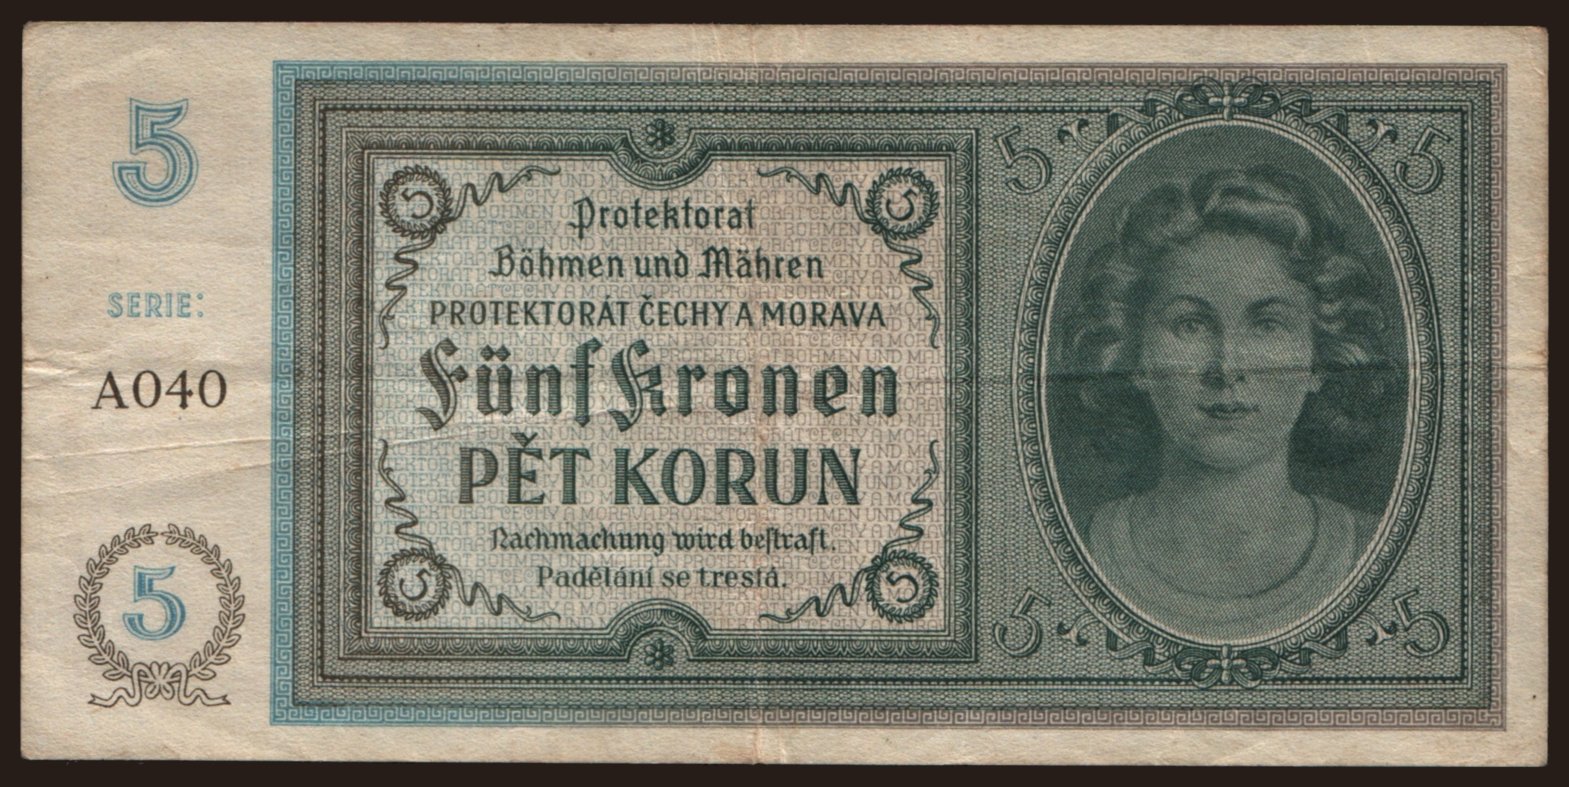 5
SERIE:
A040
5
5 5
Protektorat
Böhmen und Mähren
PROTEKTORÁT ČECHY A MORAVA
Fünf Kronen
PĚT KORUN
Nachmachung wird bestraft.
Padělání se trestá.
5 5
5 5
5 5